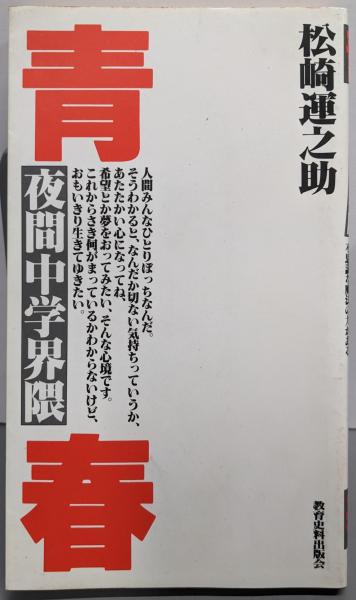 松崎運之助
青春
夜間中学界隈
人間みんなひとりぼっちなんだ。
そうわかると、なんだか切ない気持ちっていうか、
あたたかい心になってね、
希望とか夢をおってみたい、そんな心境です。
これからさき何がまっているかわからないけど、
おもいきり生きてゆきたい。
教育史料出版会